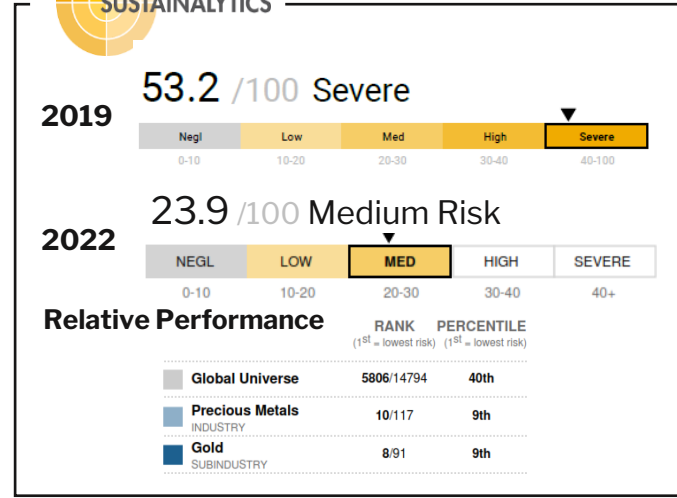 SUSTAINALYTICS
2019
53.2 /100 Severe
Negl Low Med High Severe
0-10 10-20 20-30 30-40 40-100
2022
23.9 /100 Medium Risk
NEGL LOW MED HIGH SEVERE
0-10 10-20 20-30 30-40 40+
Relative Performance
RANK PERCENTILE
(1st = lowest risk) (1st = lowest risk)
Global Universe 5806/14794 40th
Precious Metals 10/117 9th
INDUSTRY
Gold 8/91 9th
SUBINDUSTRY